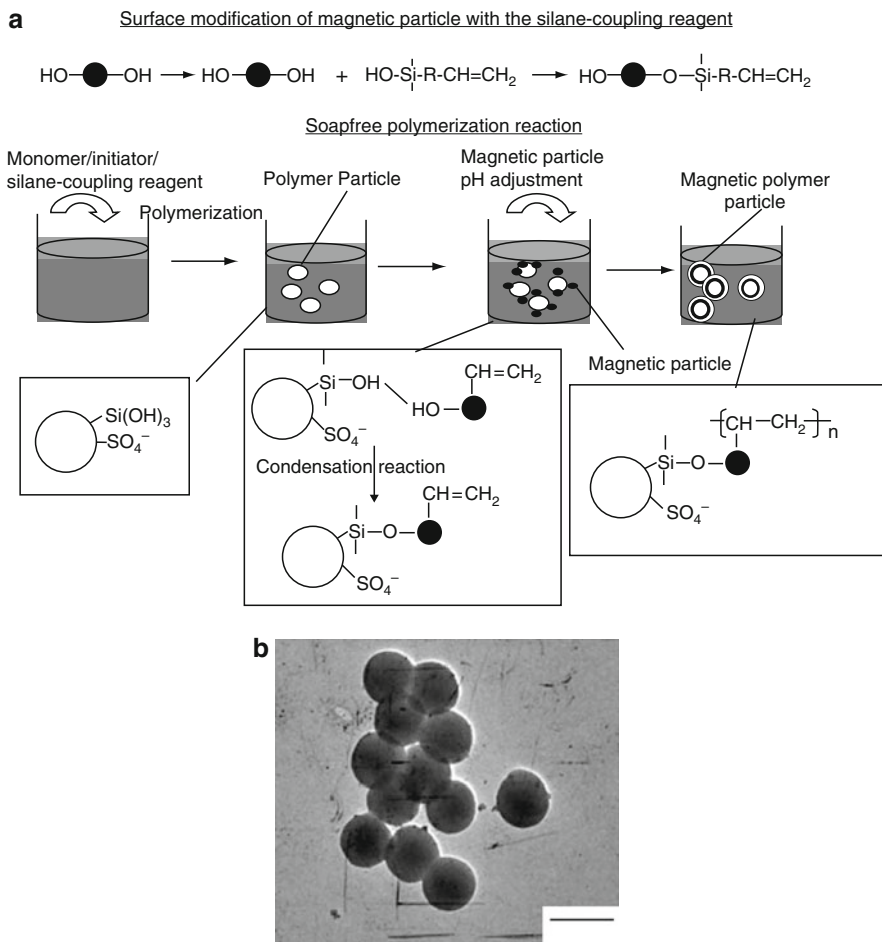 a
Surface modification of magnetic particle with the silane-coupling reagent
HO—●—OH → HO—●—OH + HO-Si-R-CH=CH₂ → HO—●—O—Si-R-CH=CH₂
Soapfree polymerization reaction
Monomer/initiator/
silane-coupling reagent
Polymerization
Polymer Particle
Magnetic particle
pH adjustment
Magnetic polymer
particle
Magnetic particle
Si(OH)₃
SO₄⁻
Si—OH
HO
CH=CH₂
SO₄⁻
Condensation reaction
CH=CH₂
Si—O
SO₄⁻
CH—CH₂
n
Si—O
SO₄⁻
b